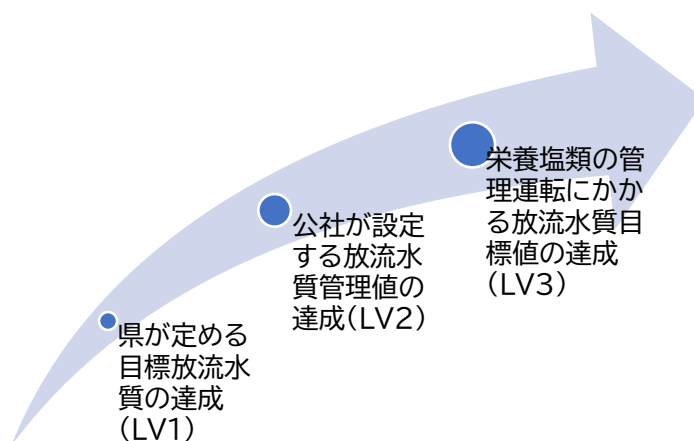 県が定める
目標放流水
質の達成
(LV1)
公社が設定
する放流水
質管理値の
達成(LV2)
栄養塩類の管
理運転にかか
る放流水質目
標値の達成
(LV3)